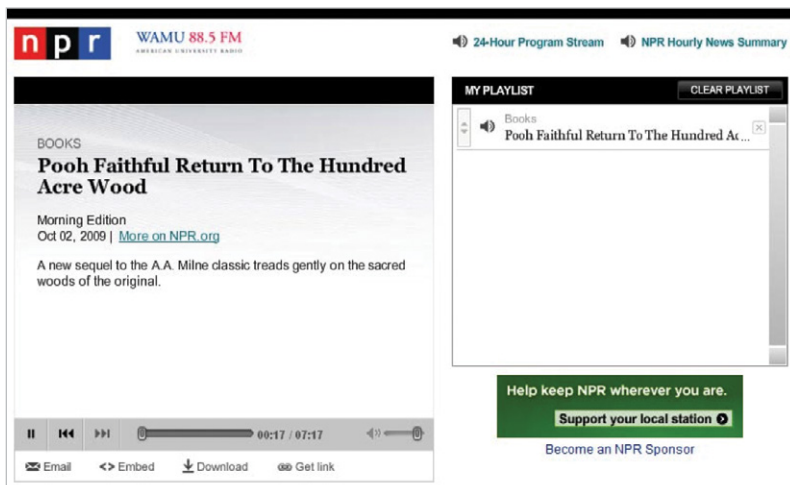 npr
WAMU 88.5 FM
AMERICAN UNIVERSITY RADIO
24-Hour Program Stream
NPR Hourly News Summary
BOOKS
Pooh Faithful Return To The Hundred
Acre Wood
Morning Edition
Oct 02, 2009 | More on NPR.org
A new sequel to the A.A. Milne classic treads gently on the sacred
woods of the original.
00:17 / 07:17
Email
<> Embed
Download
Get link
MY PLAYLIST
CLEAR PLAYLIST
Books
Pooh Faithful Return To The Hundred Ac...
Help keep NPR wherever you are.
Support your local station
Become an NPR Sponsor